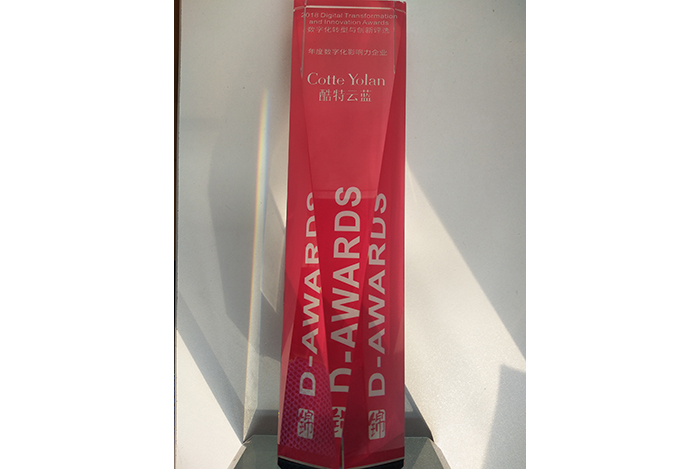 2018 Digital Transformation
and Innovation Awards
数字化转型与创新评选
年度数字化影响力企业
Cotte Yolan
酷特云蓝
D-AWARDS
D-AWARDS
D-AWARDS